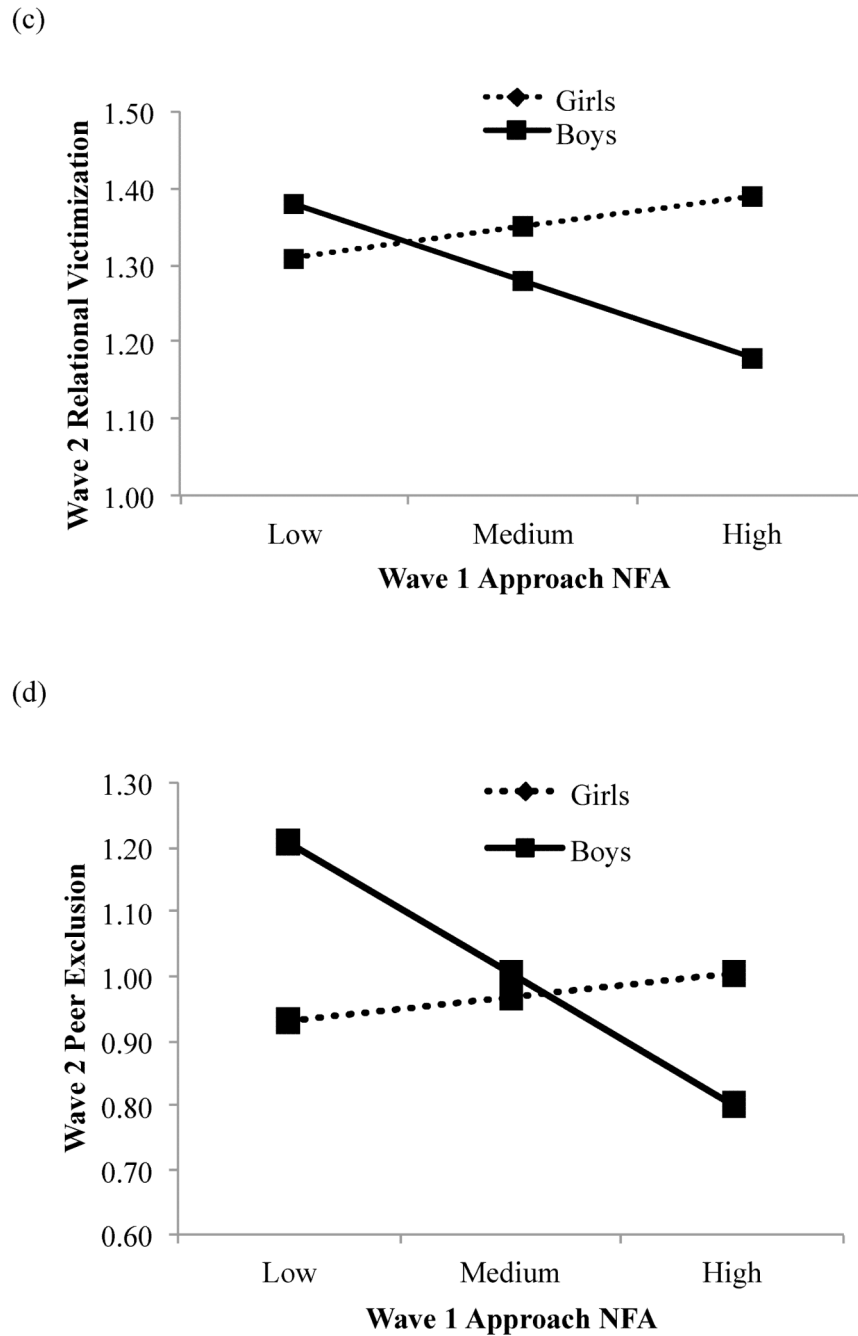 (c)
Girls
Boys
1.50
1.40
1.30
1.20
1.10
1.00
Wave 2 Relational Victimization
Low Medium High
Wave 1 Approach NFA
(d)
Girls
Boys
1.30
1.20
1.10
1.00
0.90
0.80
0.70
0.60
Wave 2 Peer Exclusion
Low Medium High
Wave 1 Approach NFA